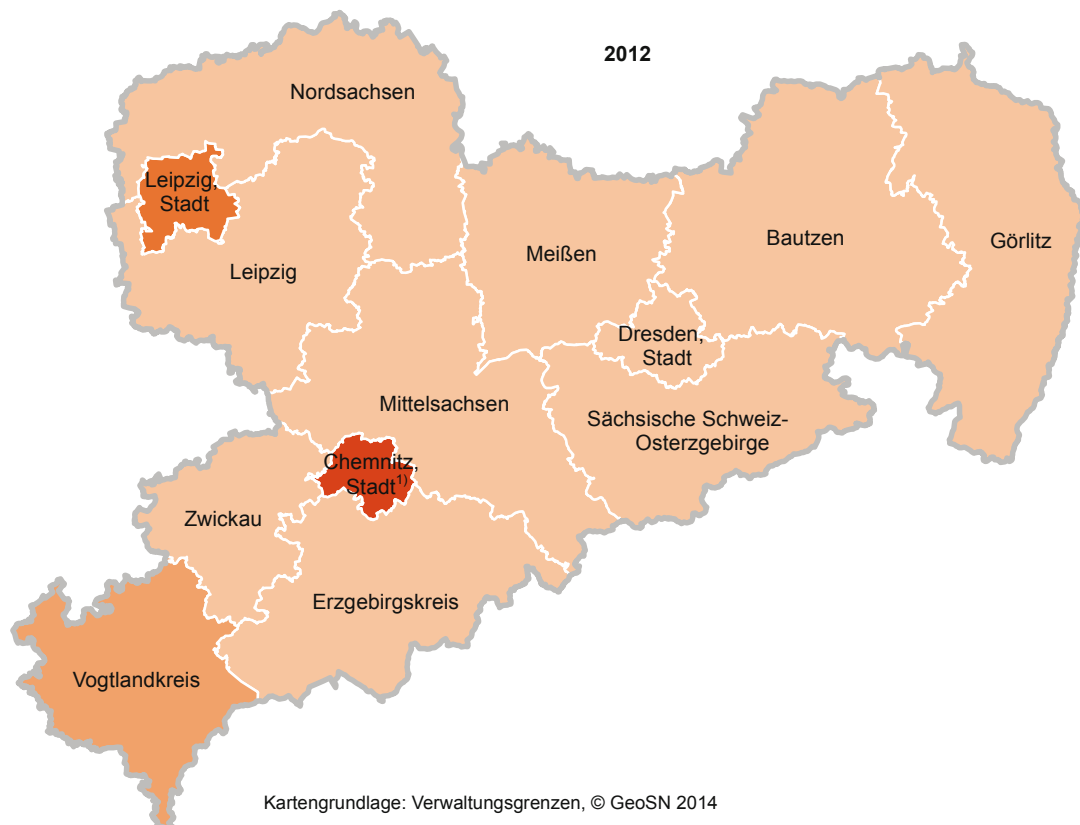 2012
Nordsachsen
Leipzig,
Stadt
Leipzig
Meißen
Bautzen
Görlitz
Dresden,
Stadt
Mittelsachsen
Sächsische Schweiz-
Osterzgebirge
Chemnitz,
Stadt1)
Zwickau
Erzgebirgskreis
Vogtlandkreis
Kartengrundlage: Verwaltungsgrenzen, © GeoSN 2014